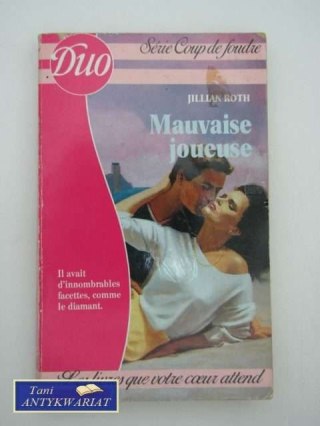 Duo
Série Coup de foudre
JILLIAN ROTH
Mauvaise
joueuse
Il avait
d'innombrables
facettes, comme
le diamant.
Les livres que votre cœur attend
Tani
ANTYKWARIAT